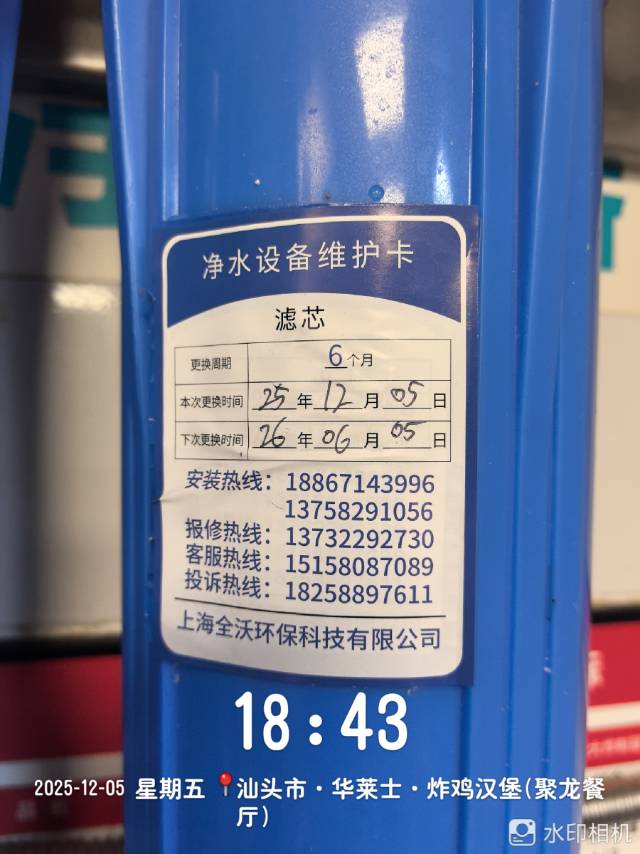 净水设备维护卡
滤芯
更换周期 6个月
本次更换时间 25年12月05日
下次更换时间 26年06月05日
安装热线：18867143996
13758291056
报修热线：13732292730
客服热线：15158087089
投诉热线：18258897611
上海全沃环保科技有限公司
18:43
2025-12-05 星期五 汕头市·华莱士·炸鸡汉堡(聚龙餐
厅)
水印相机